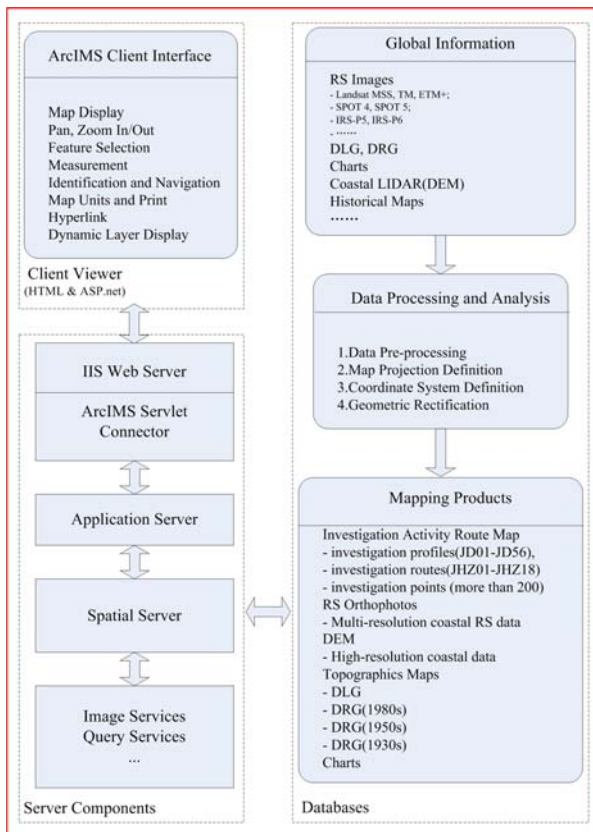 ArcIMS Client Interface
Map Display
Pan, Zoom In/Out
Feature Selection
Measurement
Identification and Navigation
Map Units and Print
Hyperlink
Dynamic Layer Display
Client Viewer
(HTML & ASP.net)
IIS Web Server
ArcIMS Servlet
Connector
Application Server
Spatial Server
Image Services
Query Services
...
Server Components
Global Information
RS Images
- Landsat MSS, TM, ETM+;
- SPOT 4, SPOT 5;
- IRS-P5, IRS-P6
- ……
DLG, DRG
Charts
Coastal LIDAR(DEM)
Historical Maps
……
Data Processing and Analysis
1.Data Pre-processing
2.Map Projection Definition
3.Coordinate System Definition
4.Geometric Rectification
Mapping Products
Investigation Activity Route Map
- investigation profiles(JD01-JD56),
- investigation routes(JHZ01-JHZ18)
- investigation points (more than 200)
RS Orthophotos
- Multi-resolution coastal RS data
DEM
- High-resolution coastal data
Topographics Maps
- DLG
- DRG(1980s)
- DRG(1950s)
- DRG(1930s)
Charts
Databases